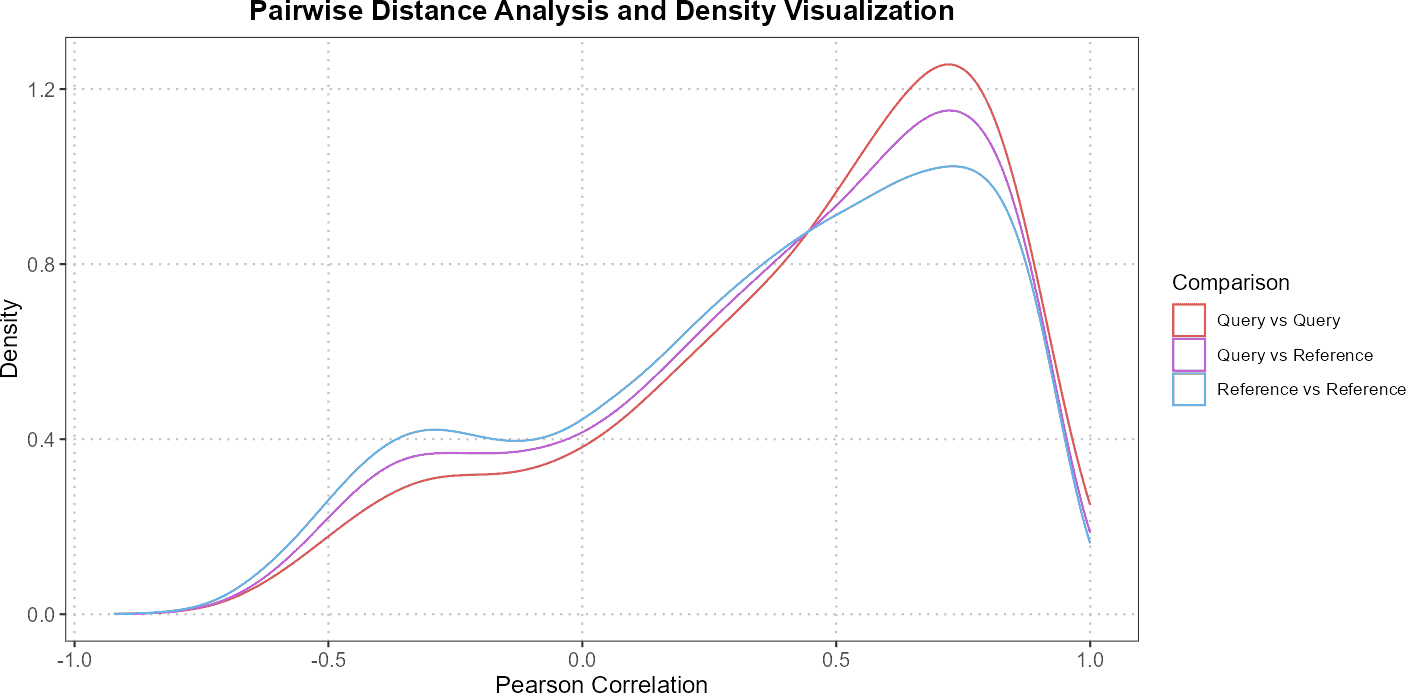 Pairwise Distance Analysis and Density Visualization
1.2
0.8
0.4
0.0
Density
-1.0 -0.5 0.0 0.5 1.0
Pearson Correlation
Comparison
Query vs Query
Query vs Reference
Reference vs Reference